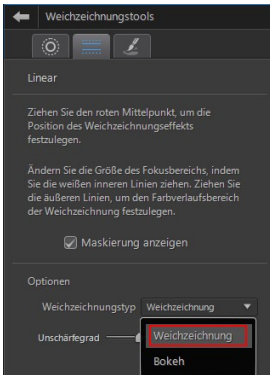 Weichzeichnungstools
Linear
Ziehen Sie den roten Mittelpunkt, um die
Position des Weichzeichnungseffekts
festzulegen.
Ändern Sie die Größe des Fokusbereichs, indem
Sie die weißen inneren Linien ziehen. Ziehen Sie
die äußeren Linien, um den Farbverlaufsbereich
der Weichzeichnung festzulegen.
Maskierung anzeigen
Optionen
Weichzeichnungstyp Weichzeichnung
Unschärfegrad Weichzeichnung
Bokeh